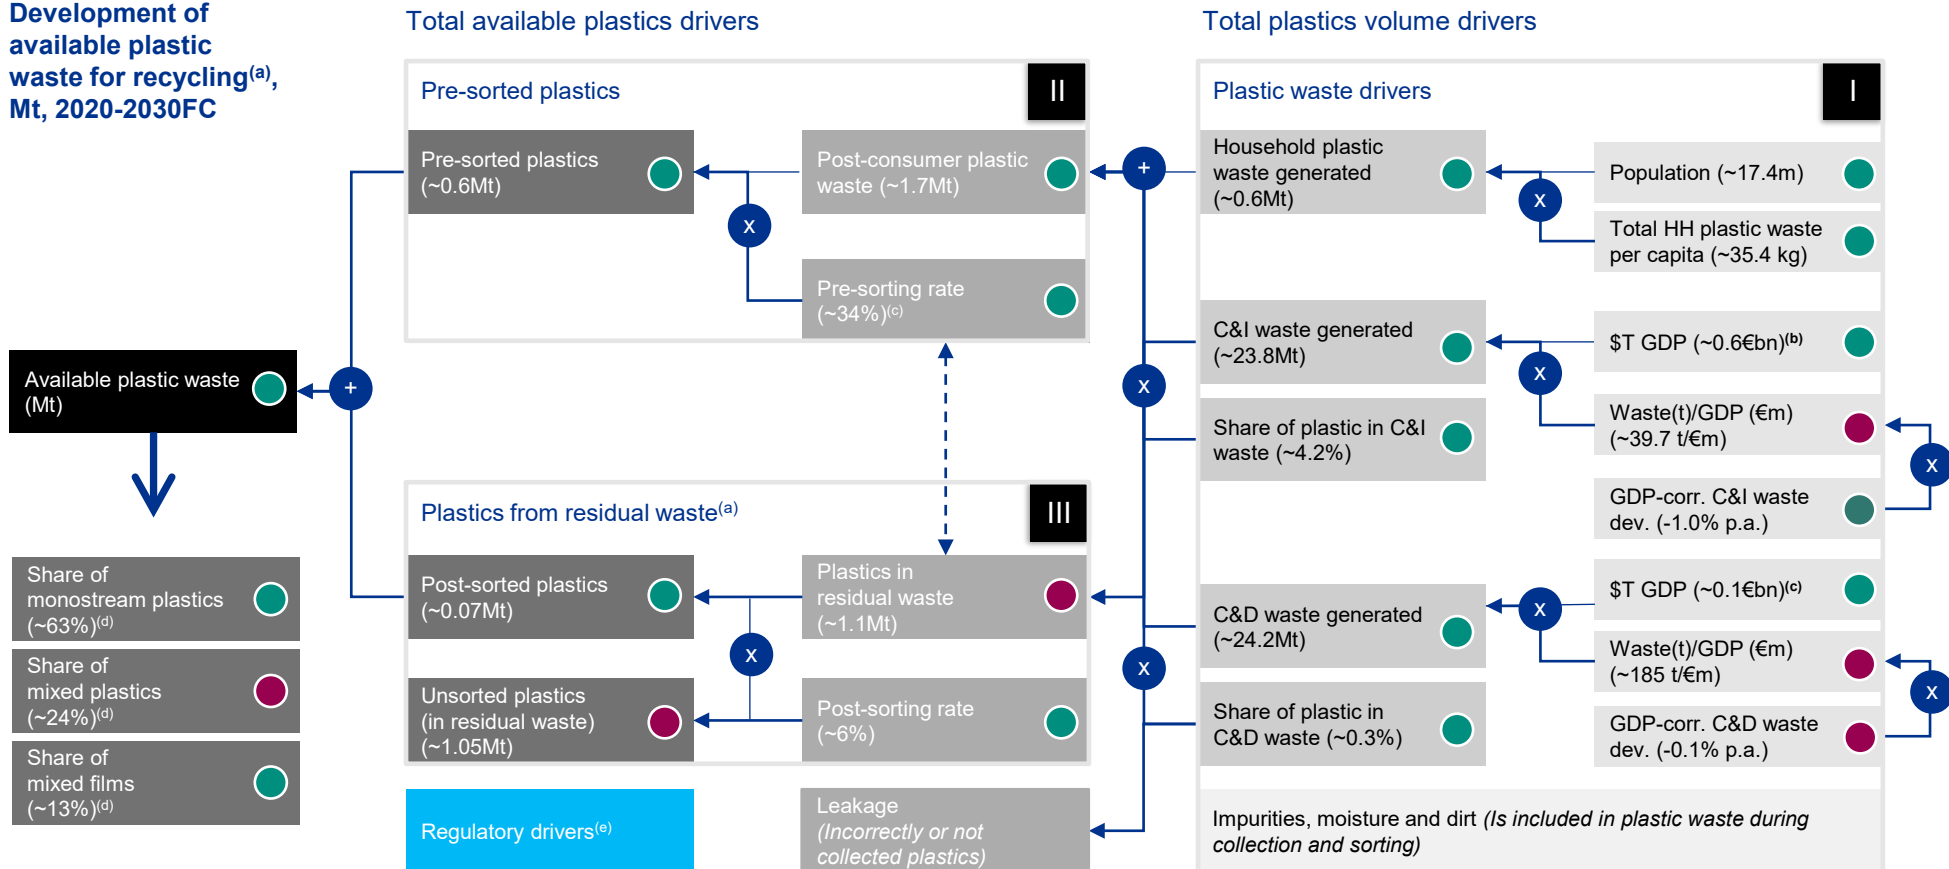 Development of
available plastic
waste for recycling(a),
Mt, 2020-2030FC
Total available plastics drivers
Total plastics volume drivers
Pre-sorted plastics
II
Plastic waste drivers
I
Pre-sorted plastics
(~0.6Mt)
x
Post-consumer plastic
waste (~1.7Mt)
Pre-sorting rate
(~34%)(c)
+
Household plastic
waste generated
(~0.6Mt)
x
Population (~17.4m)
Total HH plastic waste
per capita (~35.4 kg)
C&I waste generated
(~23.8Mt)
x
$T GDP (~0.6€bn)(b)
Available plastic waste
(Mt)
+
x
Share of plastic in C&I
waste (~4.2%)
Waste(t)/GDP (€m)
(~39.7 t/€m)
x
GDP-corr. C&I waste
dev. (-1.0% p.a.)
Plastics from residual waste(a)
III
Post-sorted plastics
(~0.07Mt)
x
Plastics in
residual waste
(~1.1Mt)
Unsorted plastics
(in residual waste)
(~1.05Mt)
Post-sorting rate
(~6%)
x
C&D waste generated
(~24.2Mt)
x
$T GDP (~0.1€bn)(c)
Waste(t)/GDP (€m)
(~185 t/€m)
x
Share of plastic in
C&D waste (~0.3%)
GDP-corr. C&D waste
dev. (-0.1% p.a.)
Share of
monostream plastics
(~63%)(d)
Share of
mixed plastics
(~24%)(d)
Share of
mixed films
(~13%)(d)
Regulatory drivers(e)
Leakage
(Incorrectly or not
collected plastics)
Impurities, moisture and dirt (Is included in plastic waste during
collection and sorting)